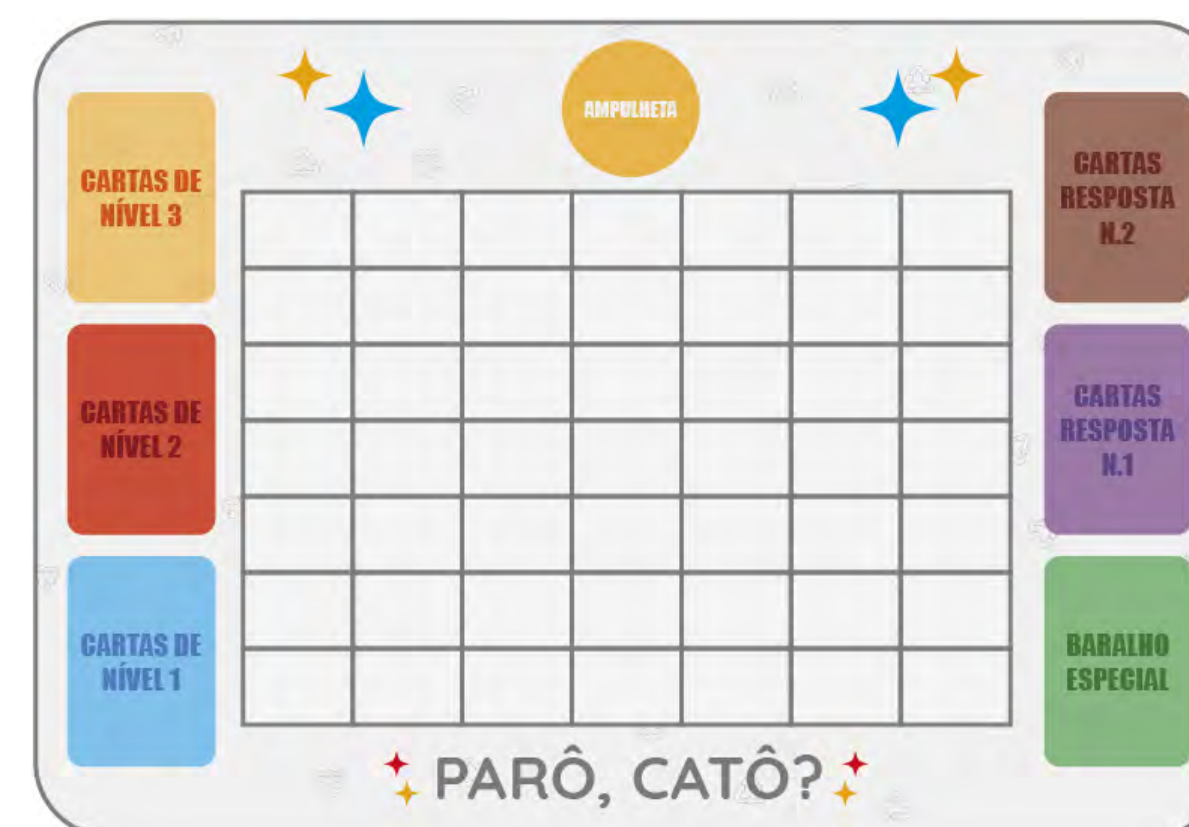 AMPULHETA
CARTAS DE
NÍVEL 3
CARTAS
RESPOSTA
N.2
CARTAS DE
NÍVEL 2
CARTAS
RESPOSTA
N.1
CARTAS DE
NÍVEL 1
BARALHO
ESPECIAL
PARÔ, CATÔ?